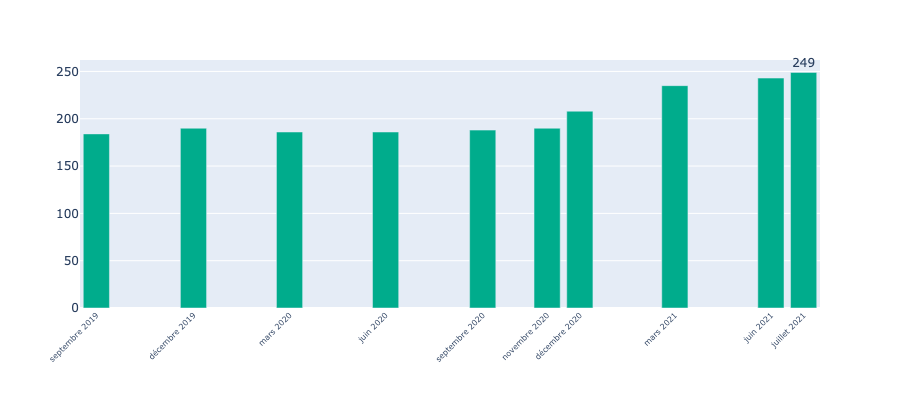 249
250
200
150
100
50
0
septembre 2019
décembre 2019
mars 2020
juin 2020
septembre 2020
novembre 2020
décembre 2020
mars 2021
juin 2021
juillet 2021